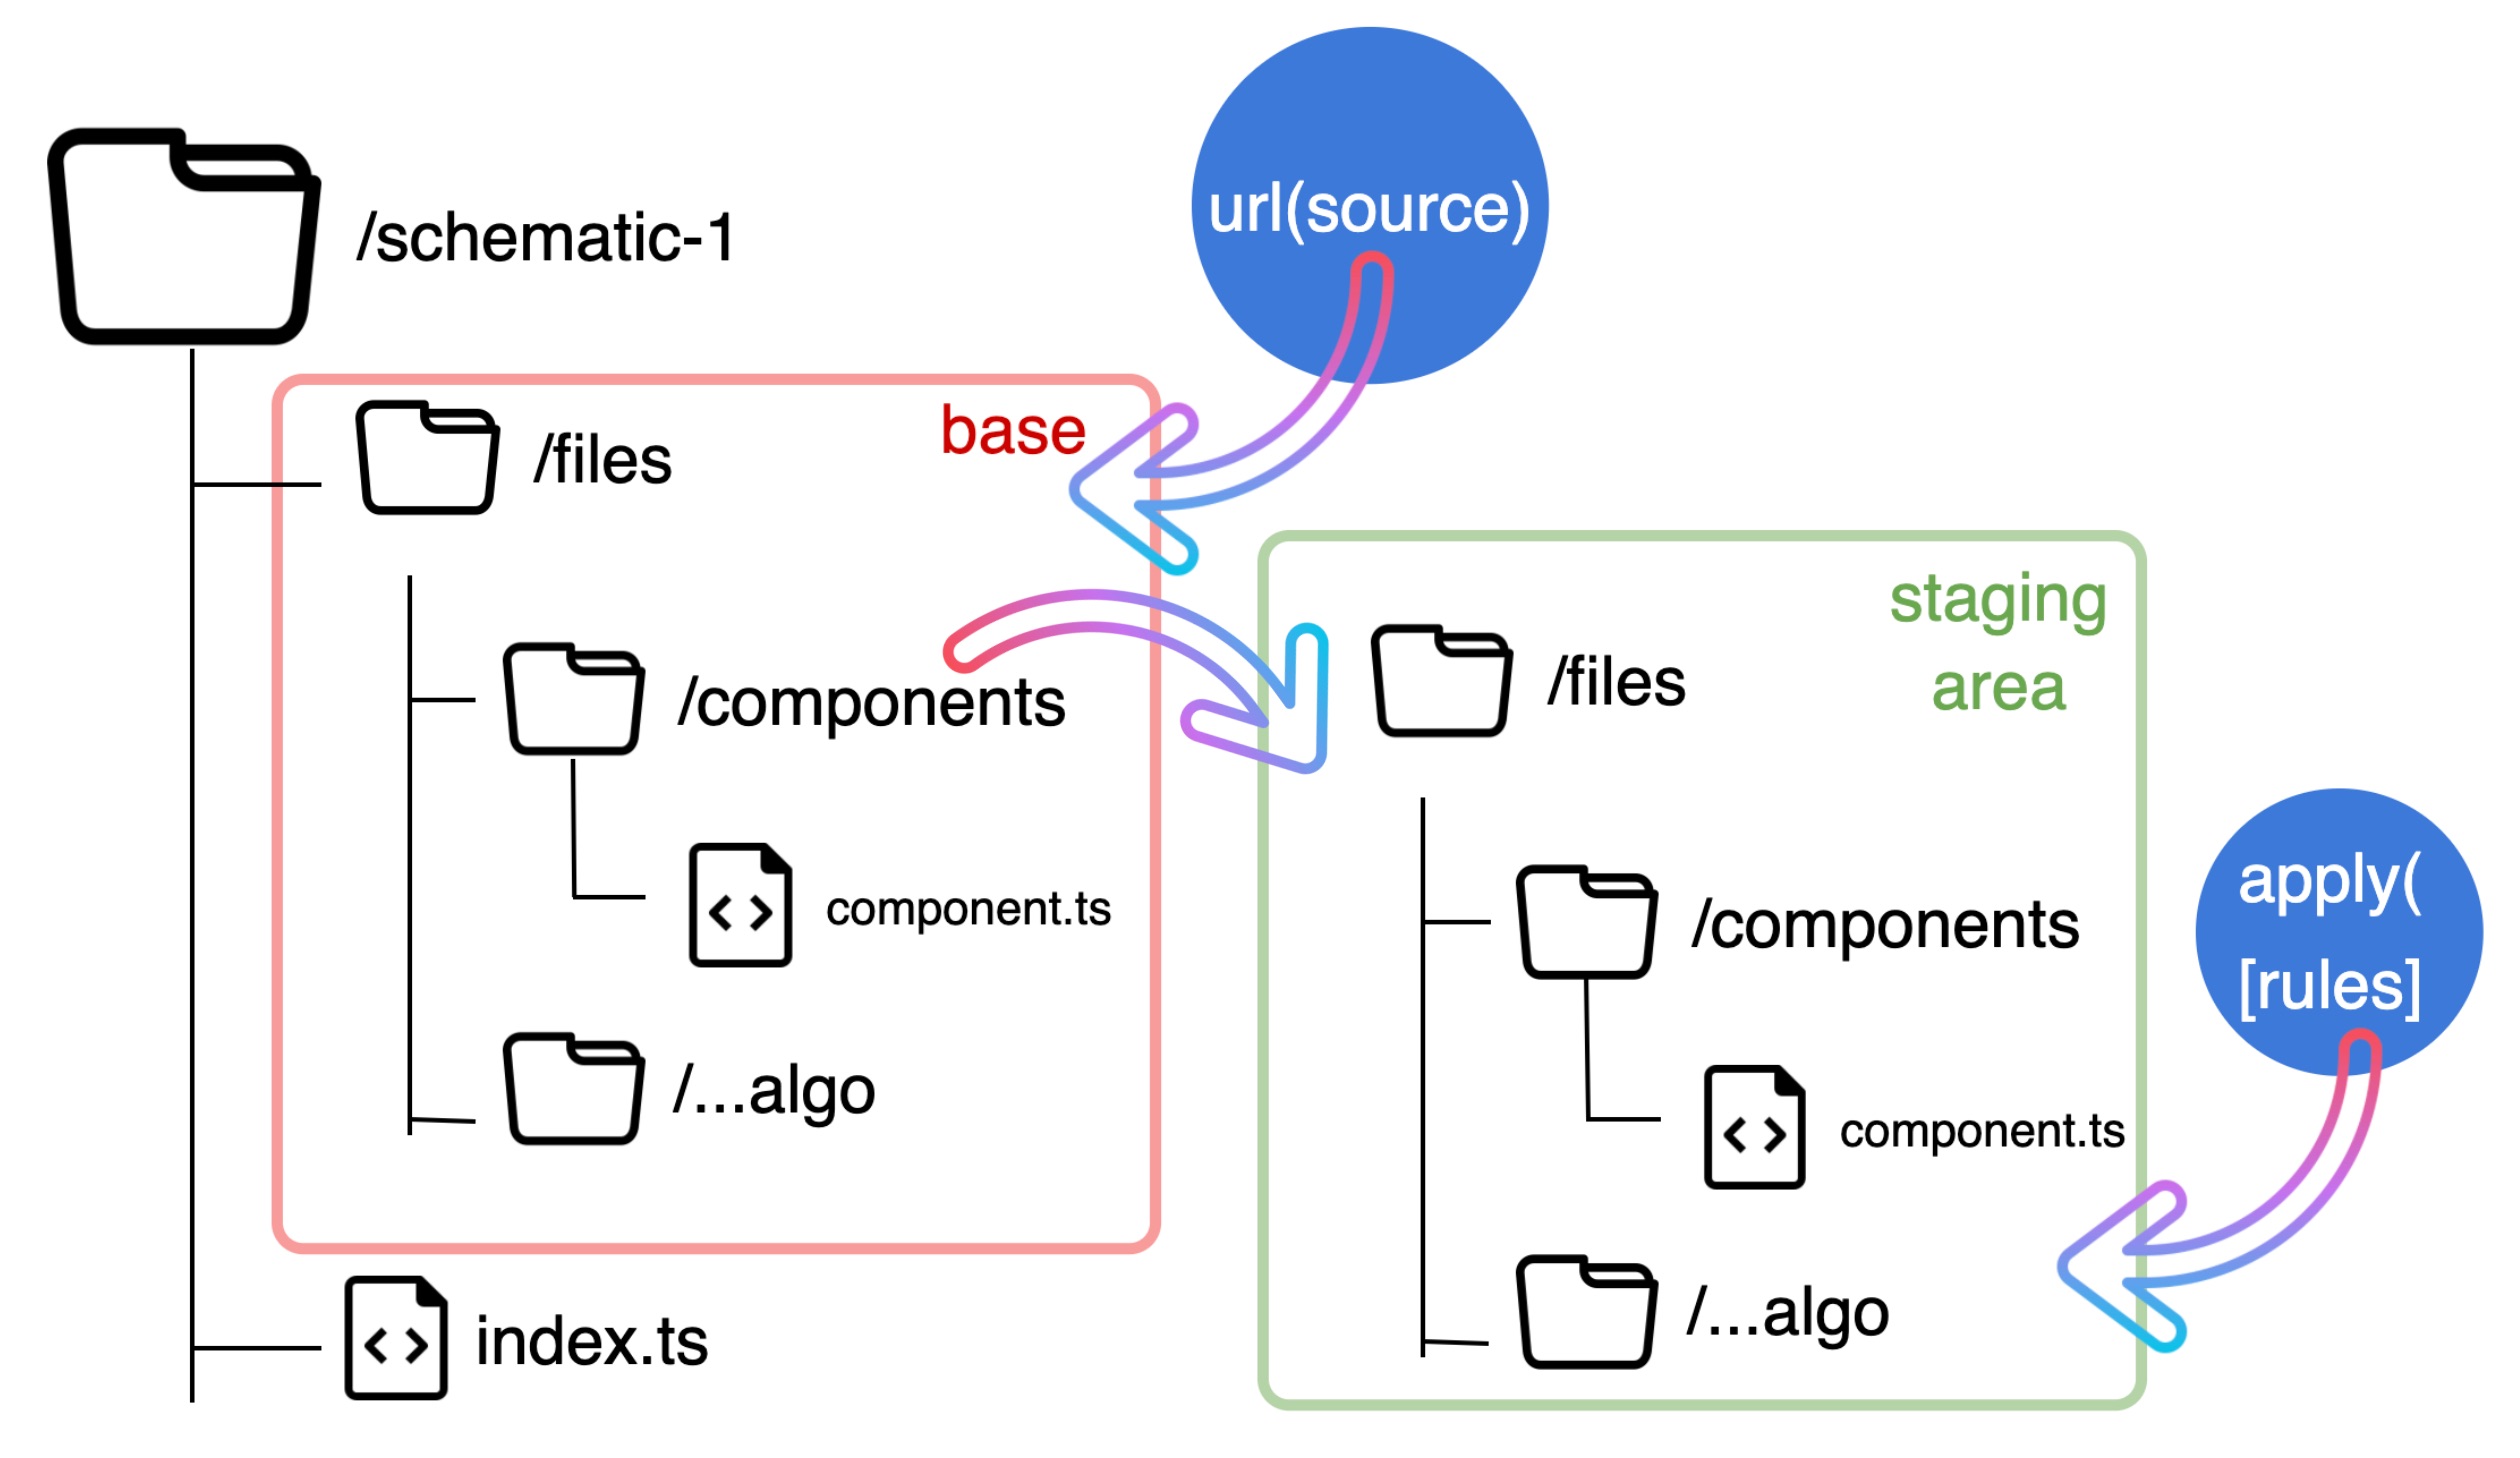 /schematic-1
url(source)
base
/files
/components
component.ts
/...algo
index.ts
staging
area
/files
/components
component.ts
/...algo
apply(
[rules]